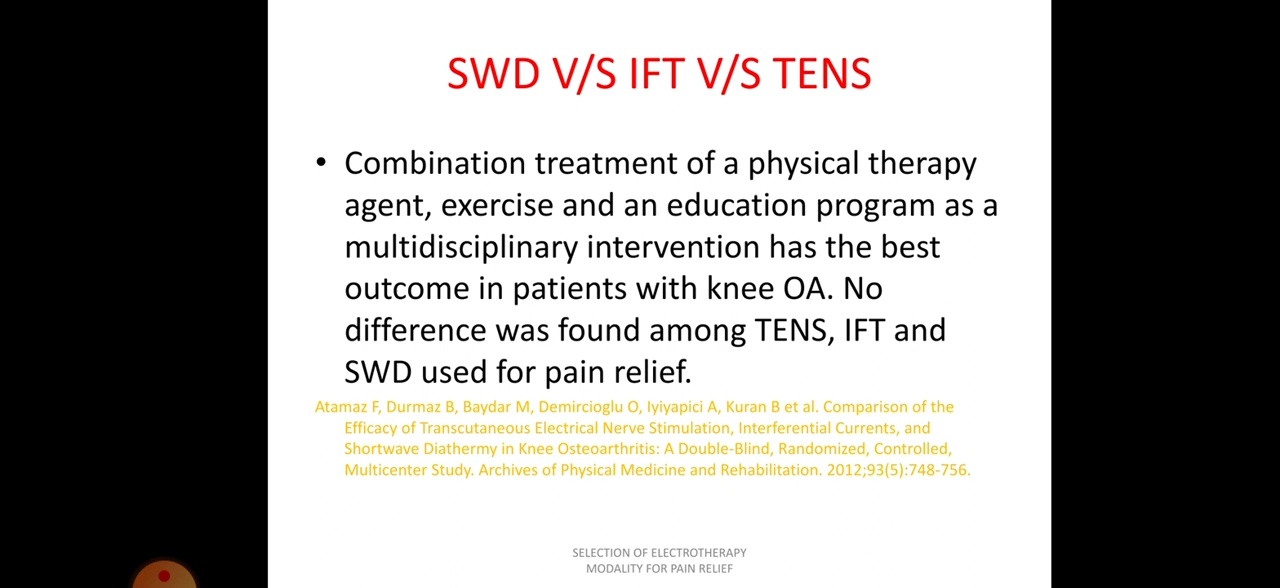 SWD V/S IFT V/S TENS
• Combination treatment of a physical therapy
agent, exercise and an education program as a
multidisciplinary intervention has the best
outcome in patients with knee OA. No
difference was found among TENS, IFT and
SWD used for pain relief.
Atamaz F, Durmaz B, Baydar M, Demircioglu O, Iyiyapici A, Kuran B et al. Comparison of the
Efficacy of Transcutaneous Electrical Nerve Stimulation, Interferential Currents, and
Shortwave Diathermy in Knee Osteoarthritis: A Double-Blind, Randomized, Controlled,
Multicenter Study. Archives of Physical Medicine and Rehabilitation. 2012;93(5):748-756.
SELECTION OF ELECTROTHERAPY
MODALITY FOR PAIN RELIEF